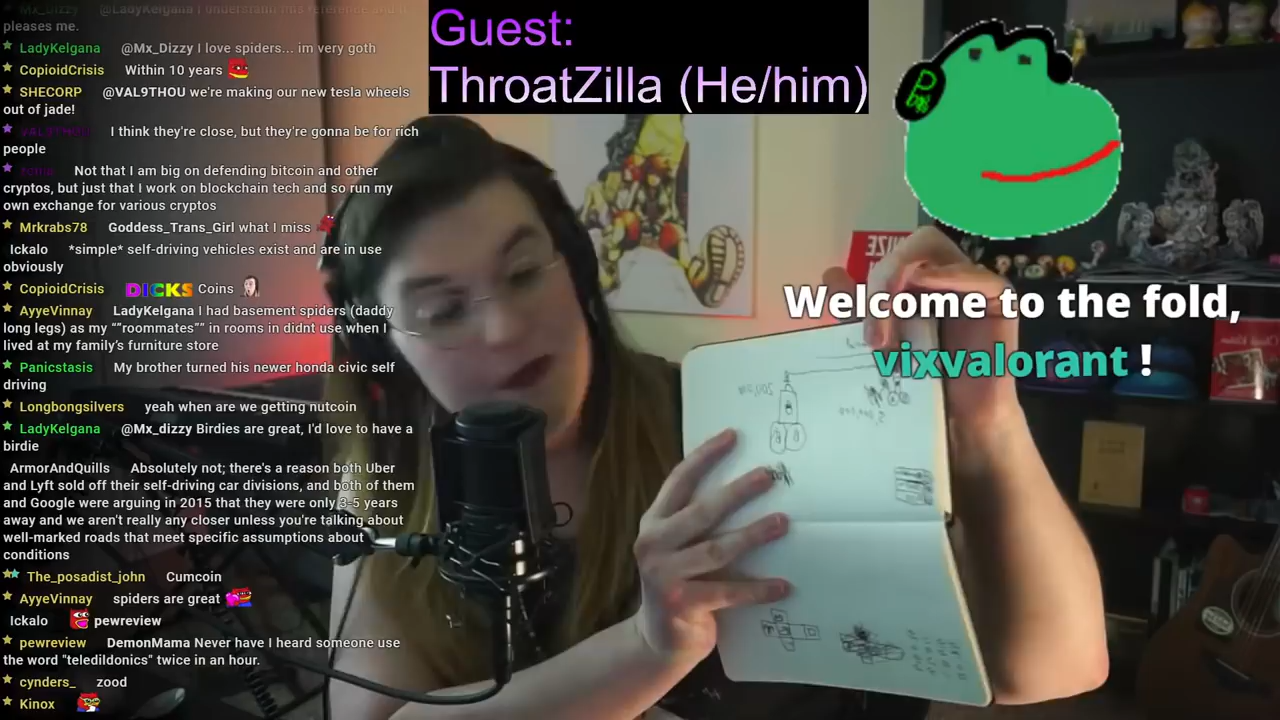 pleases me.
LadyKelgana @Mx_Dizzy I love spiders... im very goth
CopioidCrisis Within 10 years
SHECORP @VAL9THOU we're making our new tesla wheels
out of jade!
VAL9THOU I think they're close, but they're gonna be for rich
people
Not that I am big on defending bitcoin and other
cryptos, but just that I work on blockchain tech and so run my
own exchange for various cryptos
Mrkrabs78 Goddess_Trans_Girl what I miss
Ickalo *simple* self-driving vehicles exist and are in use
obviously
CopioidCrisis DICKS Coins
AyyeVinnay LadyKelgana I had basement spiders (daddy
long legs) as my “”roommates”” in rooms in didnt use when I
lived at my family’s furniture store
Panicstasis My brother turned his newer honda civic self
driving
Longbongsilvers yeah when are we getting nutcoin
LadyKelgana @Mx_dizzy Birdies are great, I'd love to have a
birdie
ArmorAndQuills Absolutely not; there's a reason both Uber
and Lyft sold off their self-driving car divisions, and both of them
and Google were arguing in 2015 that they were only 3-5 years
away and we aren't really any closer unless you're talking about
well-marked roads that meet specific assumptions about
conditions
The_posadist_john Cumcoin
AyyeVinnay spiders are great
Ickalo pewreview
pewreview DemonMama Never have I heard someone use
the word "teledildonics" twice in an hour.
cynders_ zood
Kinox
Guest:
ThroatZilla (He/him)
Welcome to the fold,
vixvalorant !